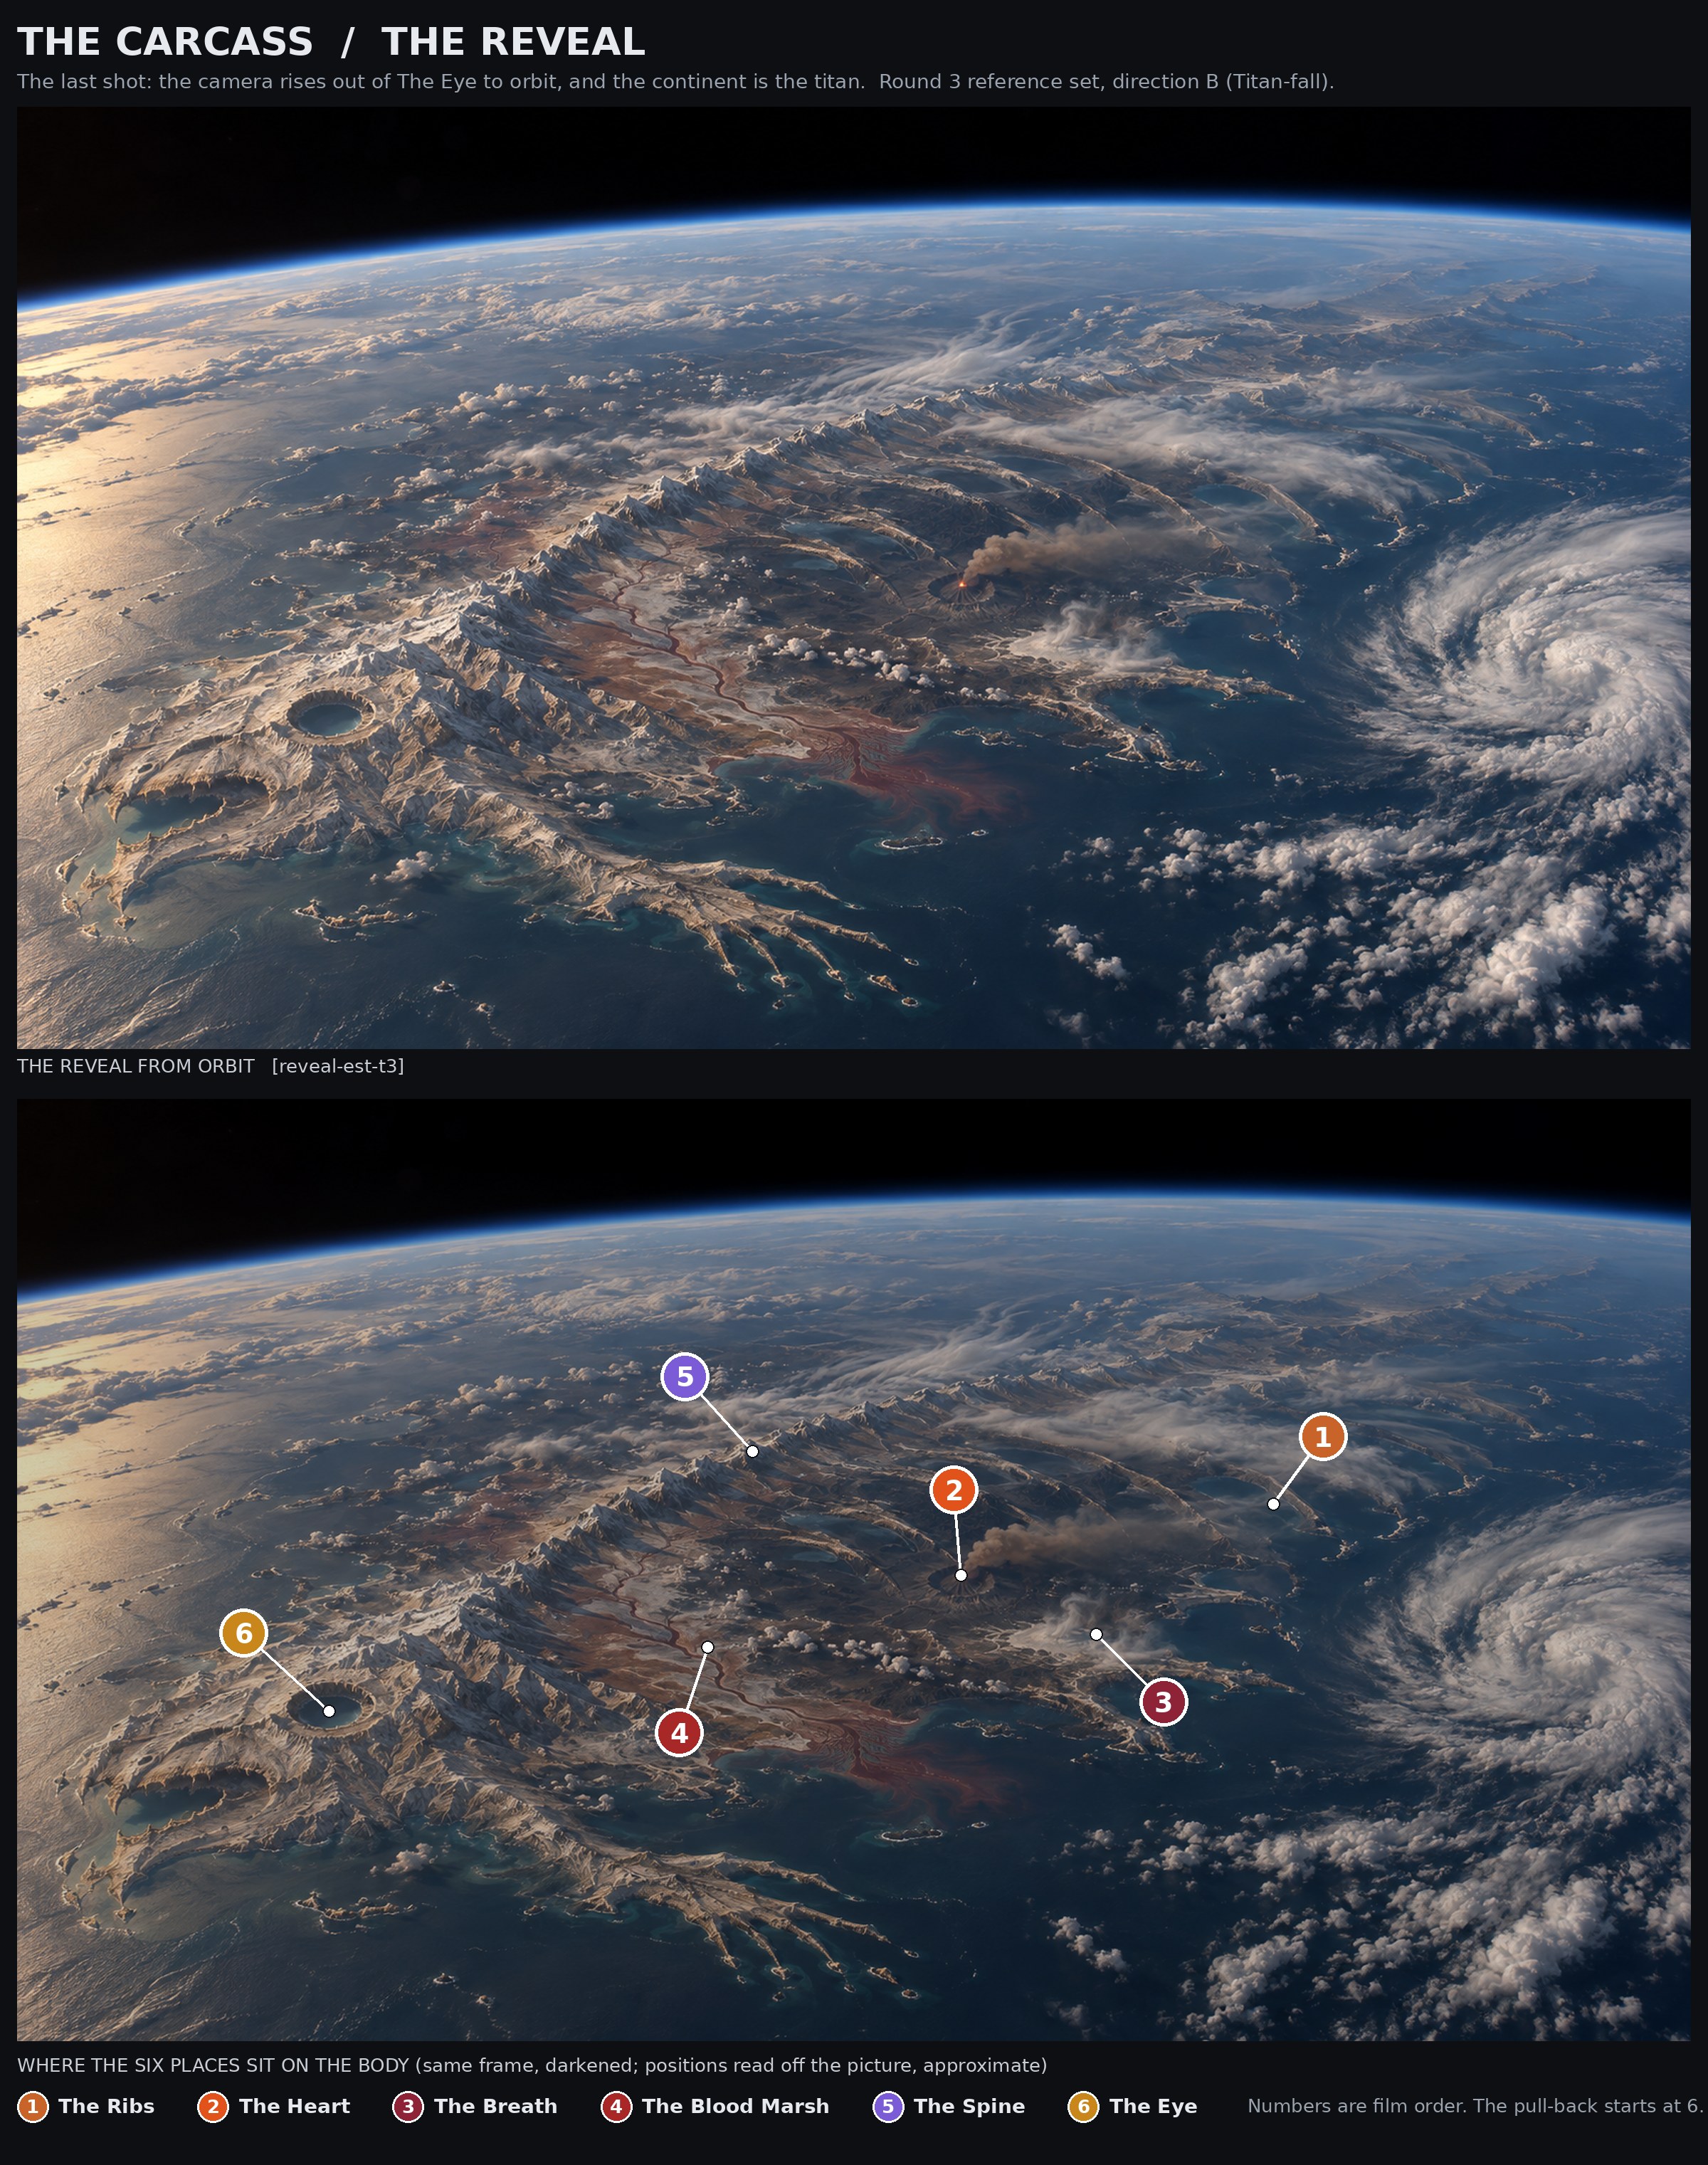 THE CARCASS / THE REVEAL
The last shot: the camera rises out of The Eye to orbit, and the continent is the titan. Round 3 reference set, direction B (Titan-fall).
THE REVEAL FROM ORBIT [reveal-est-t3]
5
1
2
6
3
4
WHERE THE SIX PLACES SIT ON THE BODY (same frame, darkened; positions read off the picture, approximate)
1 The Ribs 2 The Heart 3 The Breath 4 The Blood Marsh 5 The Spine 6 The Eye Numbers are film order. The pull-back starts at 6.